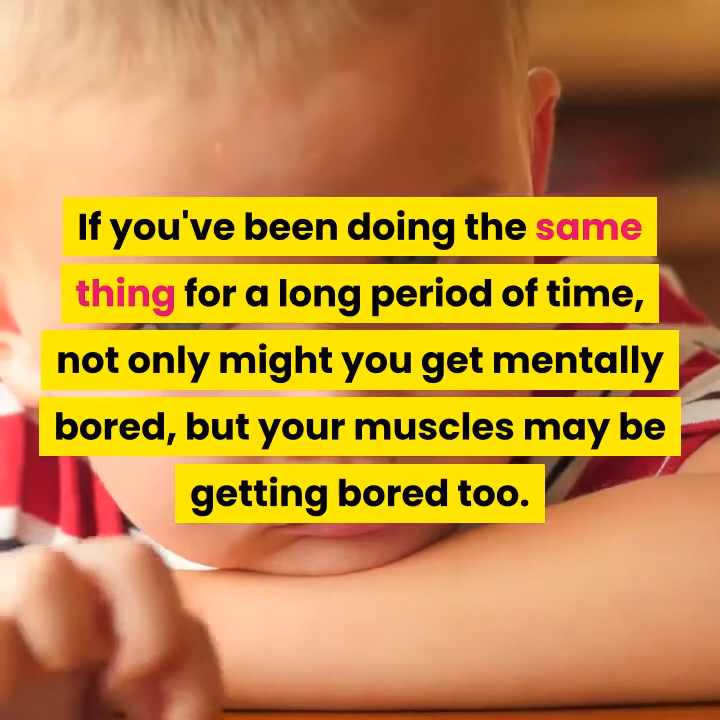 If you've been doing the same
thing for a long period of time,
not only might you get mentally
bored, but your muscles may be
getting bored too.